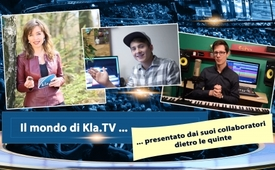 Il mondo di Kla.TV ...
... presentato dai suoi collaboratori
dietro le quinte